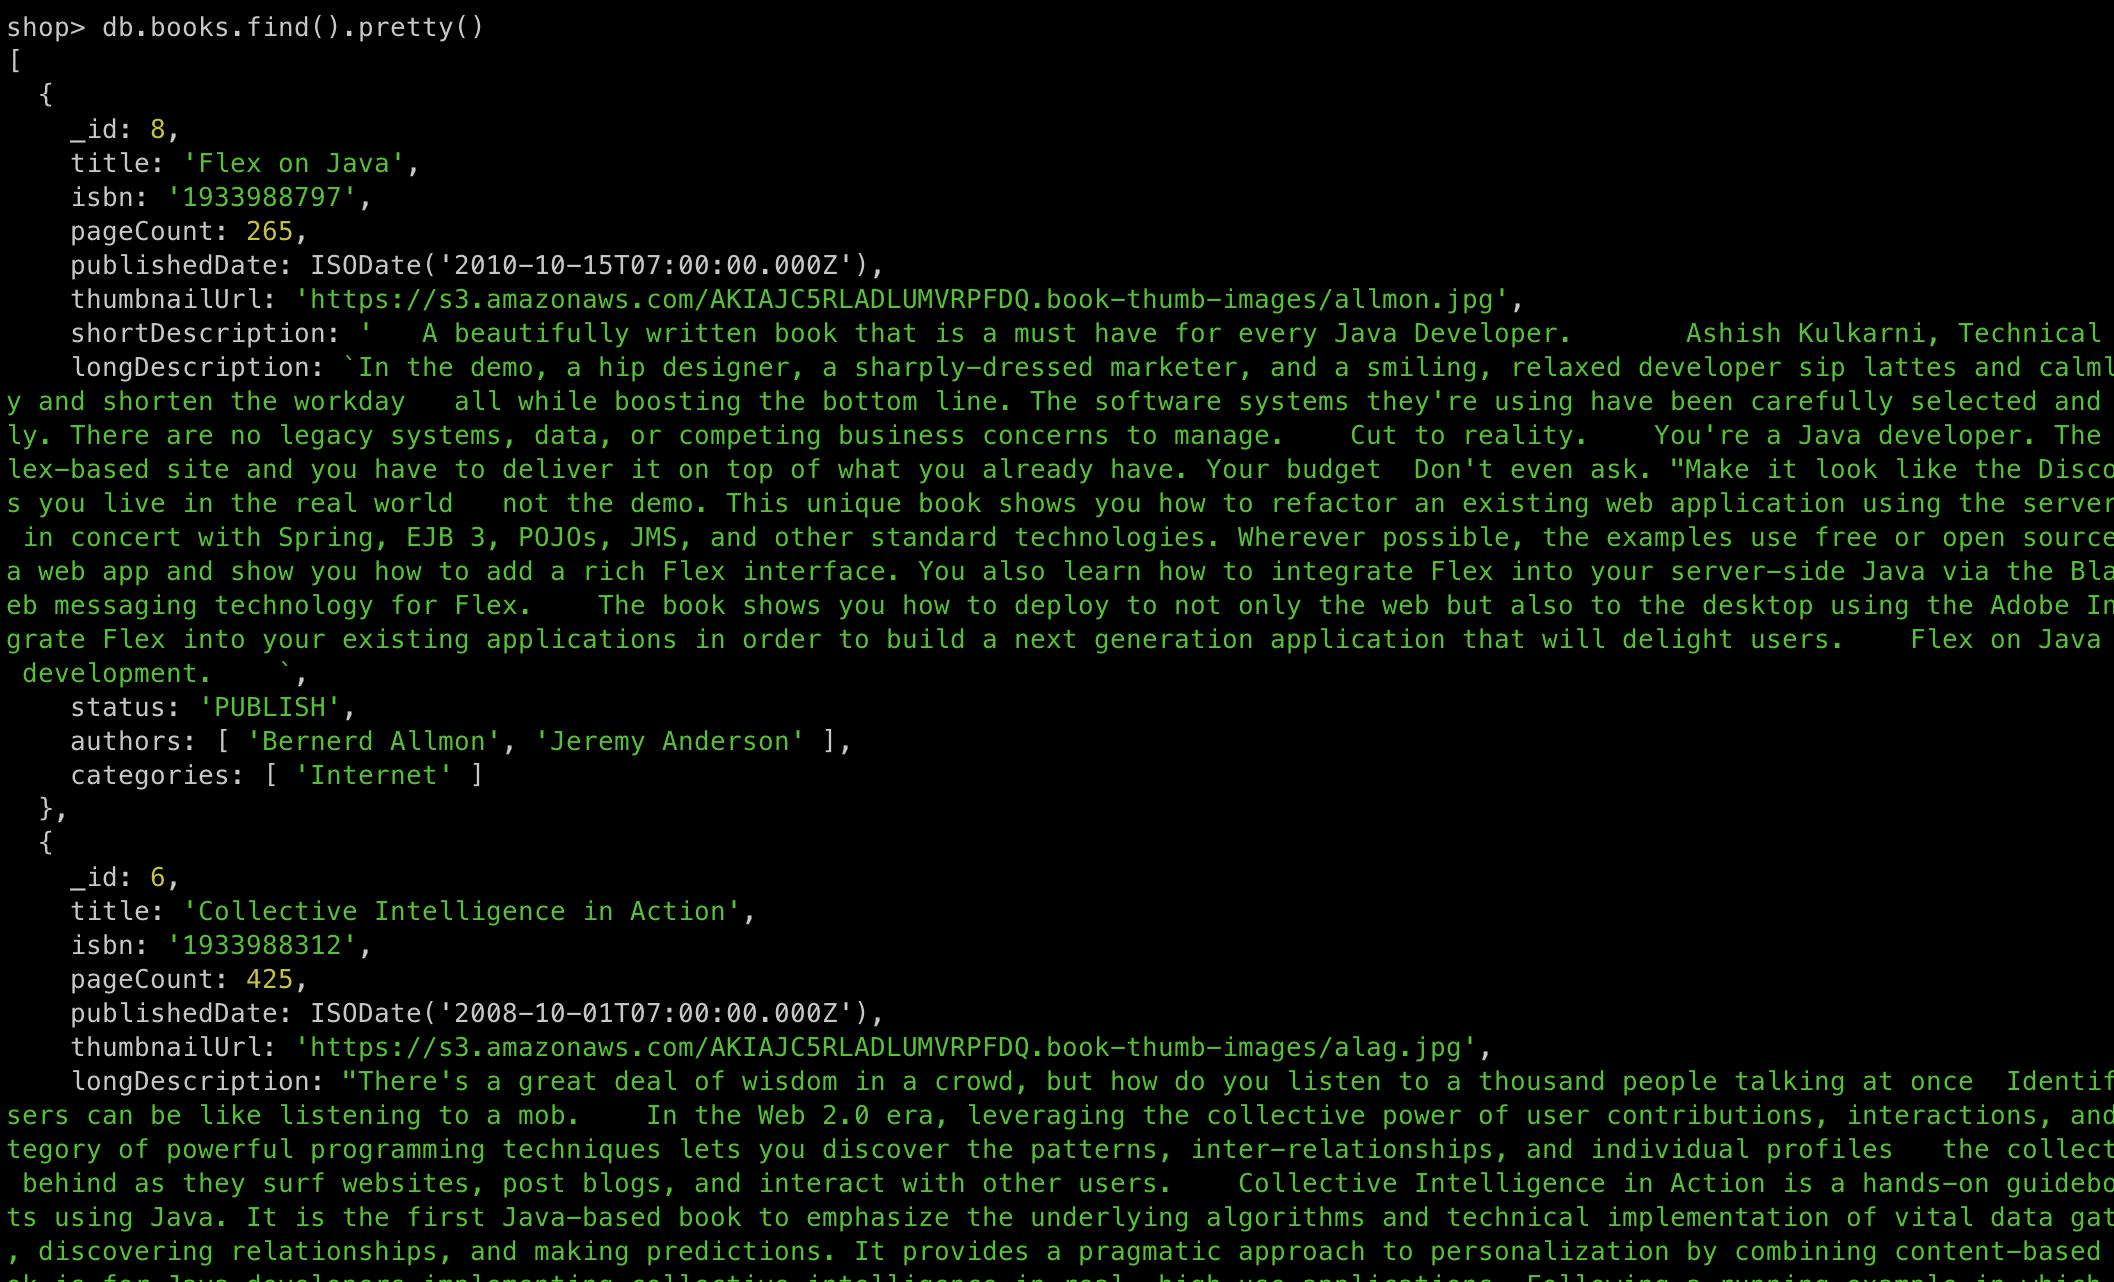 shop> db.books.find().pretty()
[
  {
    _id: 8,
    title: 'Flex on Java',
    isbn: '1933988797',
    pageCount: 265,
    publishedDate: ISODate('2010-10-15T07:00:00.000Z'),
    thumbnailUrl: 'https://s3.amazonaws.com/AKIAJC5RLADLUMVRPFDQ.book-thumb-images/allmon.jpg',
    shortDescription: '   A beautifully written book that is a must have for every Java Developer.       Ashish Kulkarni, Technical
    longDescription: `In the demo, a hip designer, a sharply-dressed marketer, and a smiling, relaxed developer sip lattes and calml
y and shorten the workday   all while boosting the bottom line. The software systems they're using have been carefully selected and
ly. There are no legacy systems, data, or competing business concerns to manage.    Cut to reality.    You're a Java developer. The
lex-based site and you have to deliver it on top of what you already have. Your budget  Don't even ask. "Make it look like the Disco
s you live in the real world   not the demo. This unique book shows you how to refactor an existing web application using the server
 in concert with Spring, EJB 3, POJOs, JMS, and other standard technologies. Wherever possible, the examples use free or open source
a web app and show you how to add a rich Flex interface. You also learn how to integrate Flex into your server-side Java via the Bla
eb messaging technology for Flex.    The book shows you how to deploy to not only the web but also to the desktop using the Adobe In
grate Flex into your existing applications in order to build a next generation application that will delight users.    Flex on Java
 development.    `,
    status: 'PUBLISH',
    authors: [ 'Bernerd Allmon', 'Jeremy Anderson' ],
    categories: [ 'Internet' ]
  },
  {
    _id: 6,
    title: 'Collective Intelligence in Action',
    isbn: '1933988312',
    pageCount: 425,
    publishedDate: ISODate('2008-10-01T07:00:00.000Z'),
    thumbnailUrl: 'https://s3.amazonaws.com/AKIAJC5RLADLUMVRPFDQ.book-thumb-images/alag.jpg',
    longDescription: "There's a great deal of wisdom in a crowd, but how do you listen to a thousand people talking at once  Identif
sers can be like listening to a mob.    In the Web 2.0 era, leveraging the collective power of user contributions, interactions, and
tegory of powerful programming techniques lets you discover the patterns, inter-relationships, and individual profiles   the collect
 behind as they surf websites, post blogs, and interact with other users.    Collective Intelligence in Action is a hands-on guidebo
ts using Java. It is the first Java-based book to emphasize the underlying algorithms and technical implementation of vital data gat
, discovering relationships, and making predictions. It provides a pragmatic approach to personalization by combining content-based